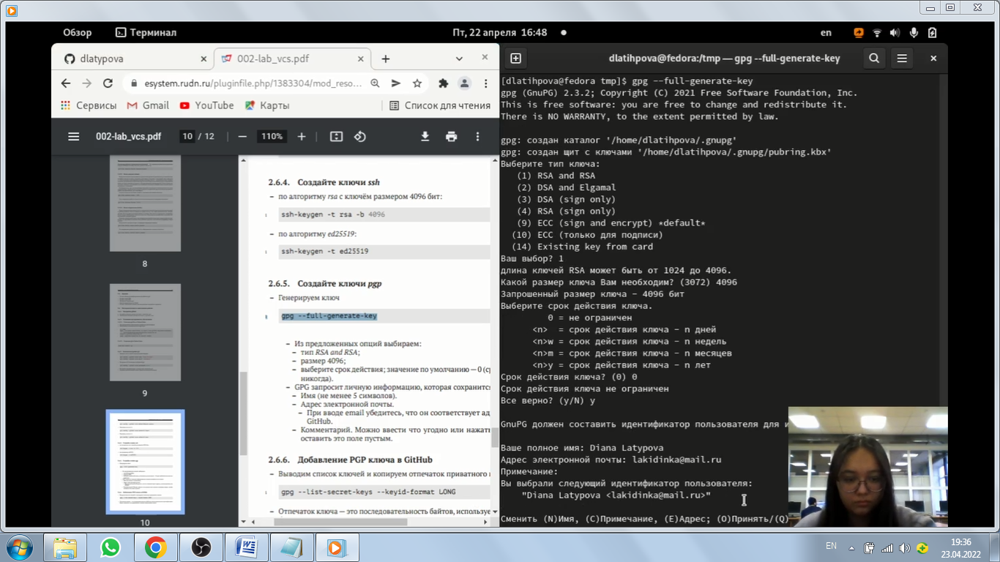 Обзор Терминал Пт, 22 апреля 16:48 en
dlatypova 002-lab_vcs.pdf
esystem.rudn.ru/pluginfile.php/1383304/mod_reso...
Сервисы Gmail YouTube Карты Список для чтения
002-lab_vcs.pdf 10 / 12 110%
8
9
10
2.6.4. Создайте ключи ssh
– по алгоритму rsa с ключём размером 4096 бит:
1 ssh-keygen -t rsa -b 4096
– по алгоритму ed25519:
1 ssh-keygen -t ed25519
2.6.5. Создайте ключи pgp
– Генерируем ключ
gpg --full-generate-key
– Из предложенных опций выбираем:
– тип RSA and RSA;
– размер 4096;
– выберите срок действия; значение по умолчанию — 0 (с
никогда).
– GPG запросит личную информацию, которая сохранится
– Имя (не менее 5 символов).
– Адрес электронной почты.
– При вводе email убедитесь, что он соответствует ад
GitHub.
– Комментарий. Можно ввести что угодно или нажать
оставить это поле пустым.
2.6.6. Добавление PGP ключа в GitHub
– Выводим список ключей и копируем отпечаток приватного
1 gpg --list-secret-keys --keyid-format LONG
– Отпечаток ключа — это последовательность байтов, используе
dlatihpova@fedora:/tmp — gpg --full-generate-key
[dlatihpova@fedora tmp]$ gpg --full-generate-key
gpg (GnuPG) 2.3.2; Copyright (C) 2021 Free Software Foundation, Inc.
This is free software: you are free to change and redistribute it.
There is NO WARRANTY, to the extent permitted by law.
gpg: создан каталог '/home/dlatihpova/.gnupg'
gpg: создан щит с ключами '/home/dlatihpova/.gnupg/pubring.kbx'
Выберите тип ключа:
(1) RSA and RSA
(2) DSA and Elgamal
(3) DSA (sign only)
(4) RSA (sign only)
(9) ECC (sign and encrypt) *default*
(10) ECC (только для подписи)
(14) Existing key from card
Ваш выбор? 1
длина ключей RSA может быть от 1024 до 4096.
Какой размер ключа Вам необходим? (3072) 4096
Запрошенный размер ключа - 4096 бит
Выберите срок действия ключа.
0 = не ограничен
<n> = срок действия ключа - n дней
<n>w = срок действия ключа - n недель
<n>m = срок действия ключа - n месяцев
<n>y = срок действия ключа - n лет
Срок действия ключа? (0) 0
Срок действия ключа не ограничен
Все верно? (y/N) y
GnuPG должен составить идентификатор пользователя для и
Ваше полное имя: Diana Latypova
Адрес электронной почты: lakhdinka@mail.ru
Примечание:
Вы выбрали следующий идентификатор пользователя:
"Diana Latypova <lakhdinka@mail.ru>"
Сменить (N)Имя, (C)Примечание, (E)Адрес; (O)Принять/(Q)
EN 19:36
23.04.2022